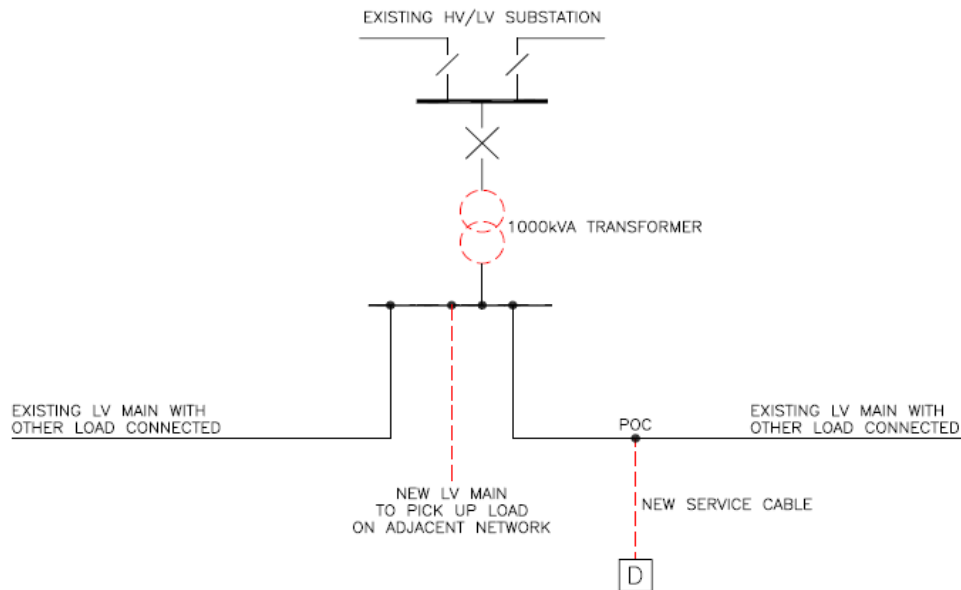 EXISTING HV/LV SUBSTATION
1000kVA TRANSFORMER
EXISTING LV MAIN WITH
OTHER LOAD CONNECTED
POC
EXISTING LV MAIN WITH
OTHER LOAD CONNECTED
NEW LV MAIN
TO PICK UP LOAD
ON ADJACENT NETWORK
NEW SERVICE CABLE
D